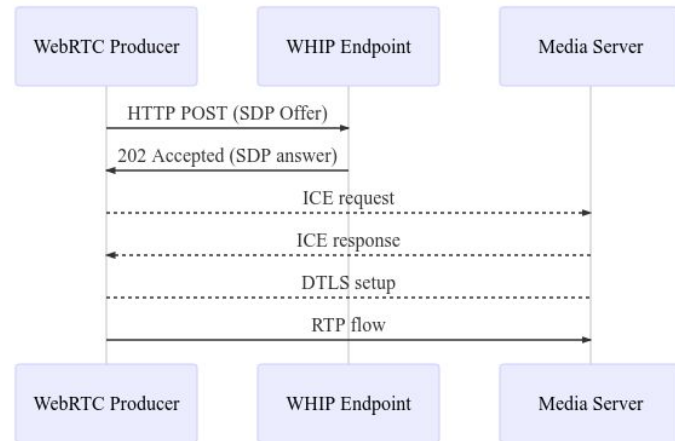 WebRTC Producer
WHIP Endpoint
Media Server
HTTP POST (SDP Offer)
202 Accepted (SDP answer)
ICE request
ICE response
DTLS setup
RTP flow
WebRTC Producer
WHIP Endpoint
Media Server